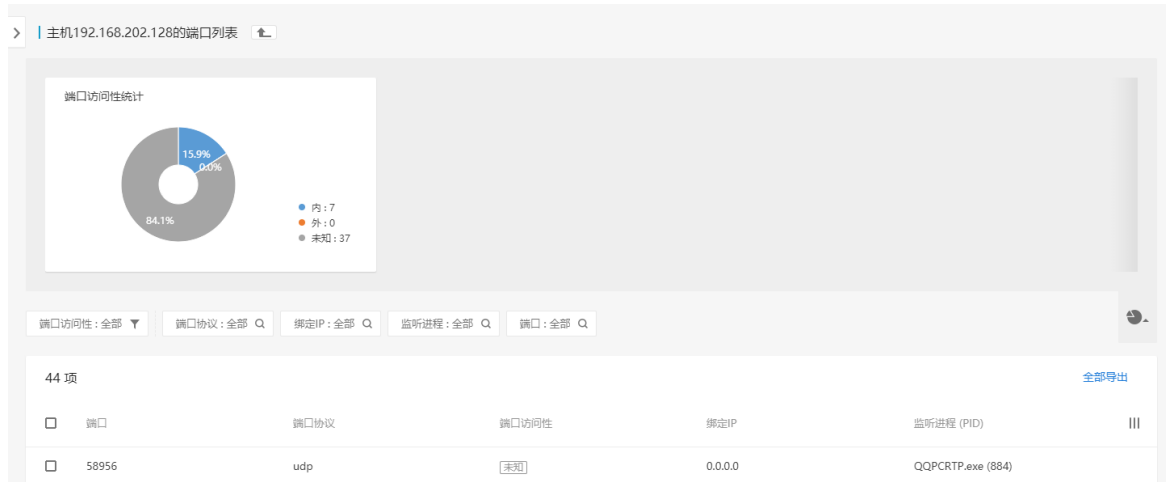 主机192.168.202.128的端口列表
端口访问性统计
15.9%
0.0%
84.1%
内 : 7
外 : 0
未知 : 37
端口访问性 : 全部 端口协议 : 全部 绑定IP : 全部 监听进程 : 全部 端口 : 全部
44 项 全部导出
端口 端口协议 端口访问性 绑定IP 监听进程 (PID)
58956 udp 未知 0.0.0.0 QQPCRTP.exe (884)